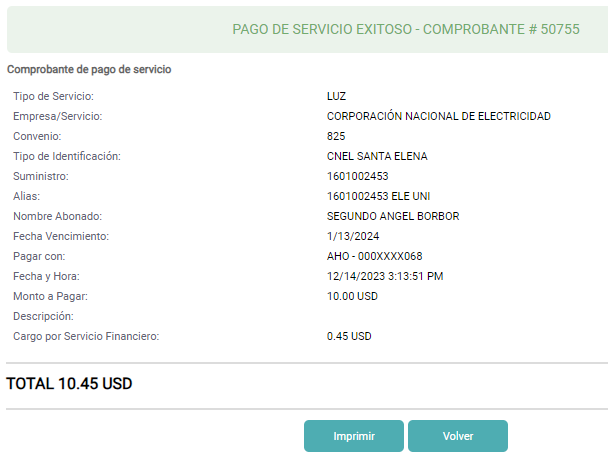 PAGO DE SERVICIO EXITOSO - COMPROBANTE # 50755
Comprobante de pago de servicio
Tipo de Servicio: LUZ
Empresa/Servicio: CORPORACIÓN NACIONAL DE ELECTRICIDAD
Convenio: 825
Tipo de Identificación: CNEL SANTA ELENA
Suministro: 1601002453
Alias: 1601002453 ELE UNI
Nombre Abonado: SEGUNDO ANGEL BORBOR
Fecha Vencimiento: 1/13/2024
Pagar con: AHO - 000XXXX068
Fecha y Hora: 12/14/2023 3:13:51 PM
Monto a Pagar: 10.00 USD
Descripción:
Cargo por Servicio Financiero: 0.45 USD
TOTAL 10.45 USD
Imprimir Volver